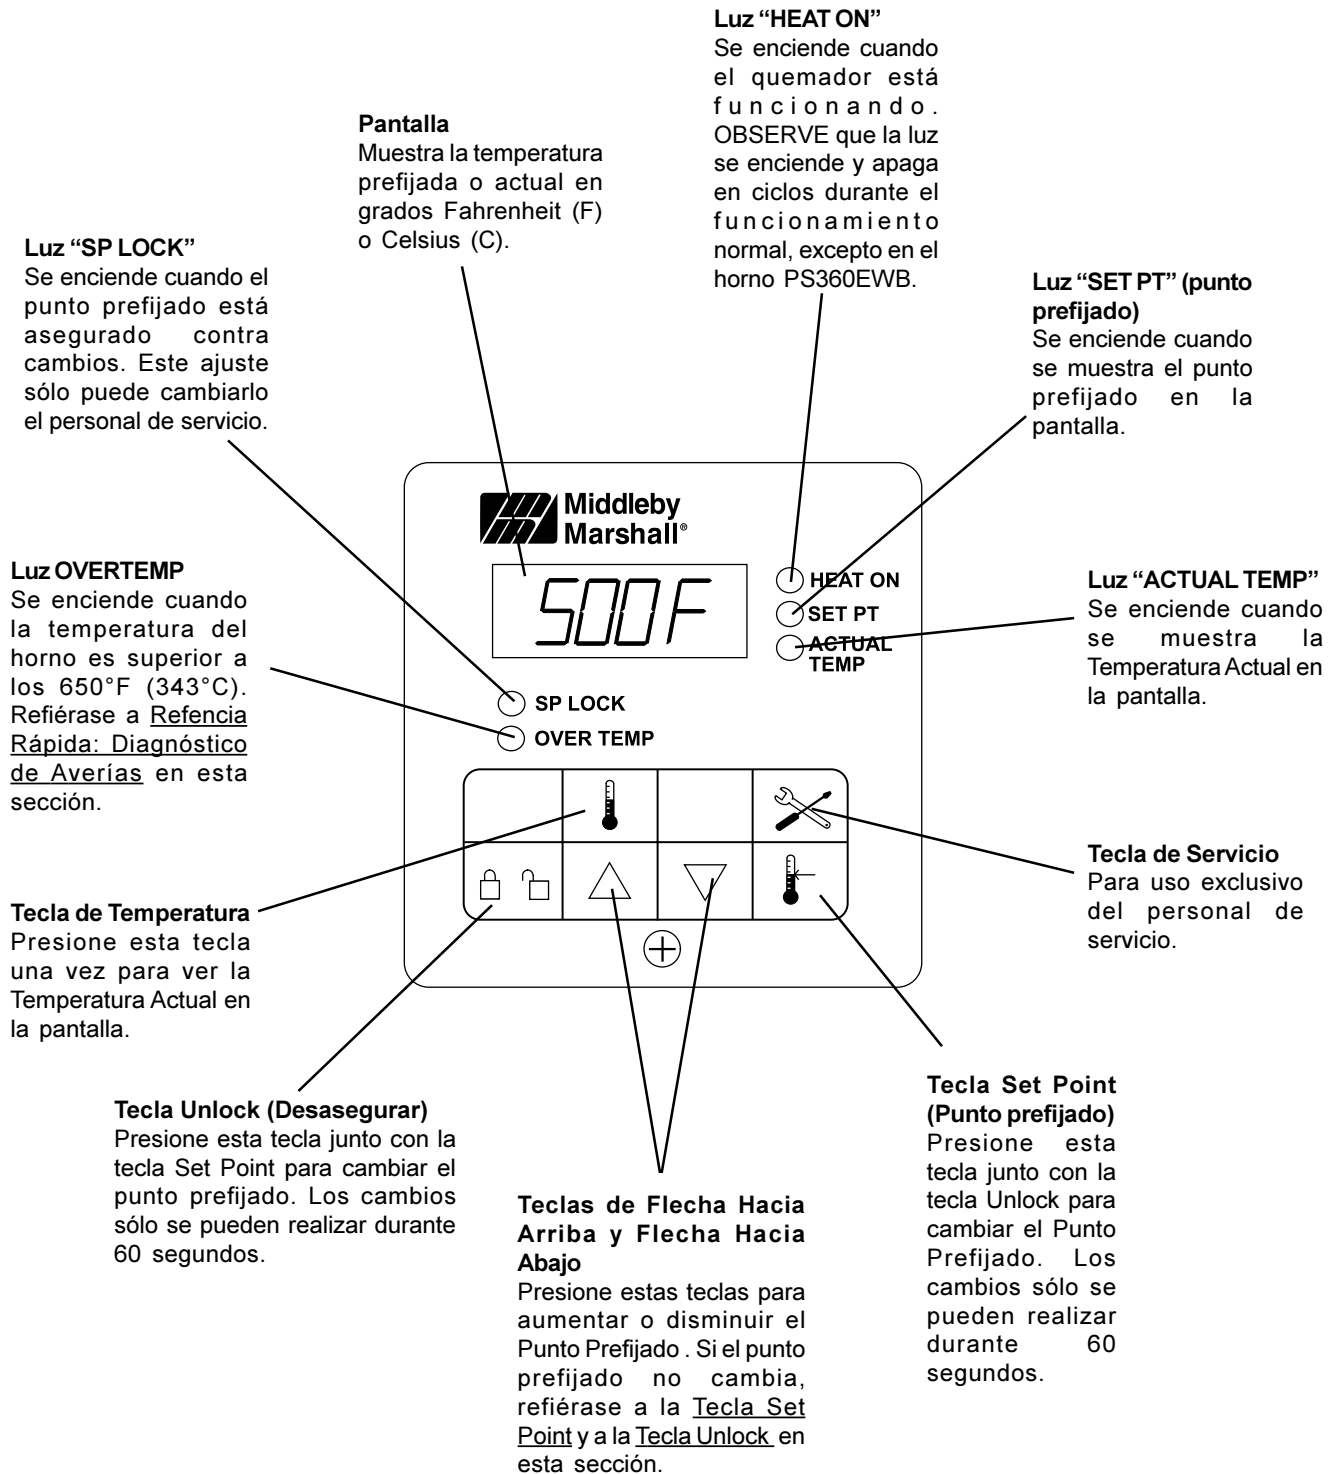 Luz “HEAT ON”
Se enciende cuando
el quemador está
funcionando.
OBSERVE que la luz
se enciende y apaga
en ciclos durante el
funcionamiento
normal, excepto en el
horno PS360EWB.
Pantalla
Muestra la temperatura
prefijada o actual en
grados Fahrenheit (F)
o Celsius (C).
Luz “SP LOCK”
Se enciende cuando el
punto prefijado está
asegurado contra
cambios. Este ajuste
sólo puede cambiarlo
el personal de servicio.
Luz “SET PT” (punto
prefijado)
Se enciende cuando
se muestra el punto
prefijado en la
pantalla.
Middleby
Marshall®
500F
HEAT ON
SET PT
ACTUAL
TEMP
SP LOCK
OVER TEMP
Luz OVERTEMP
Se enciende cuando
la temperatura del
horno es superior a
los 650°F (343°C).
Refiérase a Refencia
Rápida: Diagnóstico
de Averías en esta
sección.
Luz “ACTUAL TEMP”
Se enciende cuando
se muestra la
Temperatura Actual en
la pantalla.
Tecla de Temperatura
Presione esta tecla
una vez para ver la
Temperatura Actual en
la pantalla.
Tecla de Servicio
Para uso exclusivo
del personal de
servicio.
Tecla Unlock (Desasegurar)
Presione esta tecla junto con la
tecla Set Point para cambiar el
punto prefijado. Los cambios
sólo se pueden realizar durante
60 segundos.
Teclas de Flecha Hacia
Arriba y Flecha Hacia
Abajo
Presione estas teclas para
aumentar o disminuir el
Punto Prefijado . Si el punto
prefijado no cambia,
refiérase a la Tecla Set
Point y a la Tecla Unlock en
esta sección.
Tecla Set Point
(Punto prefijado)
Presione esta
tecla junto con la
tecla Unlock para
cambiar el Punto
Prefijado. Los
cambios sólo se
pueden realizar
durante 60
segundos.